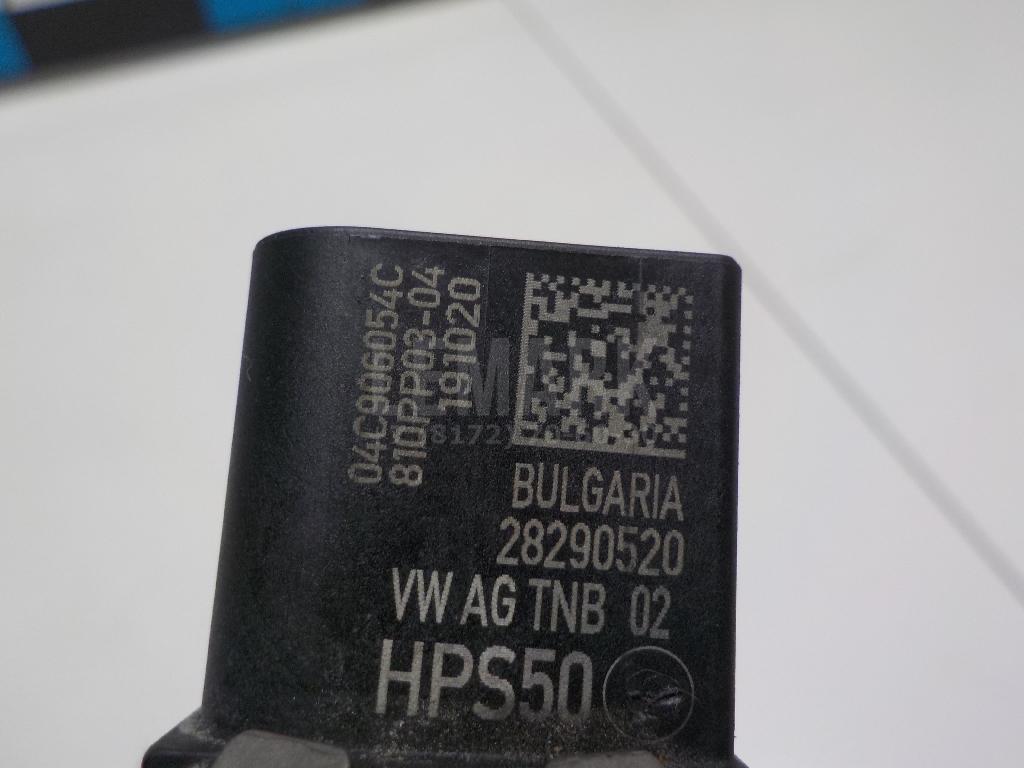 04C906054C
810PP03-04
191020
BULGARIA
28290520
VW AG TNB 02
HPS50